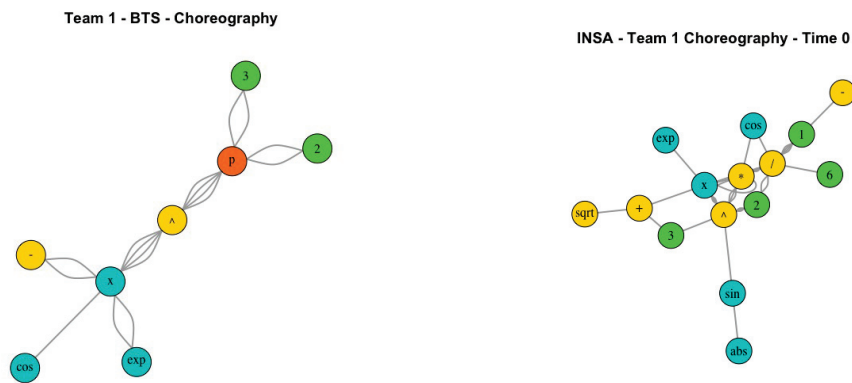 Team 1 - BTS - Choreography
3
2
p
^
-
x
cos
exp
INSA - Team 1 Choreography - Time 0
-
cos
1
exp
/
*
6
x
2
sqrt
+
^
3
sin
abs